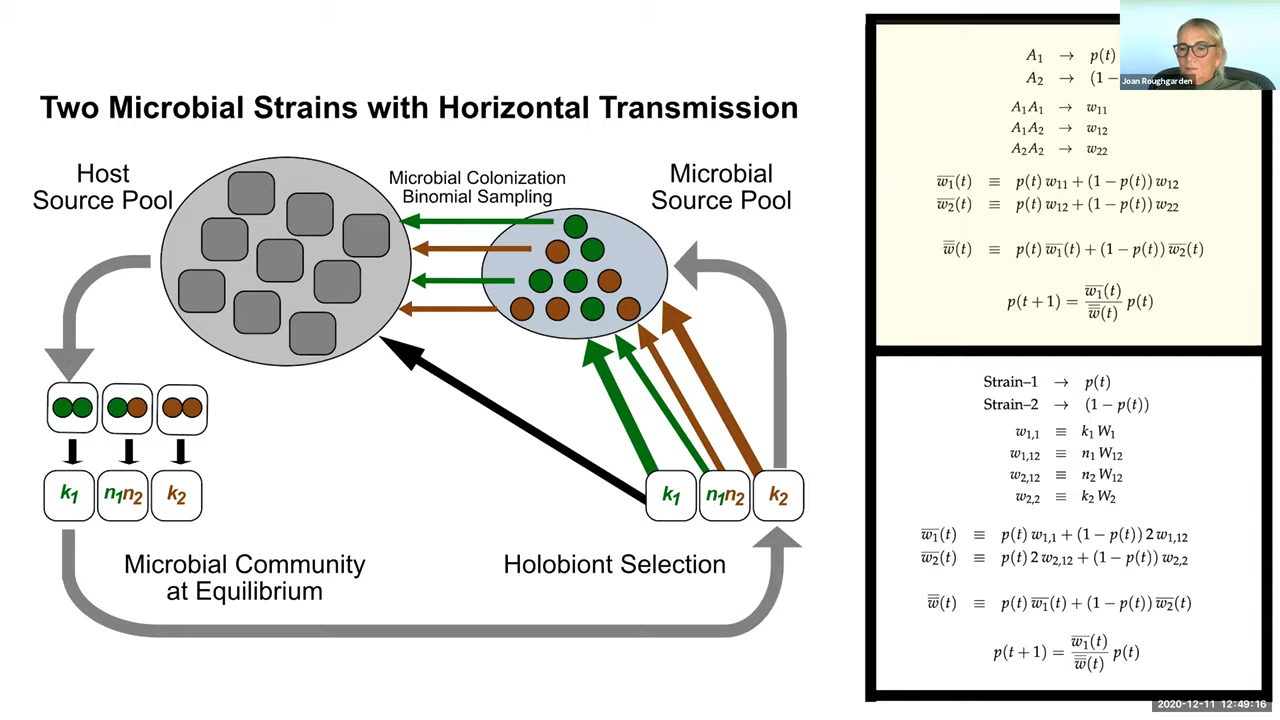 Two Microbial Strains with Horizontal Transmission
Host
Source Pool
Microbial Colonization
Binomial Sampling
Microbial
Source Pool
k₁
n₁n₂
k₂
k₁
n₁n₂
k₂
Microbial Community
at Equilibrium
Holobiont Selection
A₁ → p(t)
A₂ → (1 −
A₁A₁ → w₁₁
A₁A₂ → w₁₂
A₂A₂ → w₂₂
w̅₁(t) ≡ p(t) w₁₁ + (1 − p(t)) w₁₂
w̅₂(t) ≡ p(t) w₁₂ + (1 − p(t)) w₂₂
w̿(t) ≡ p(t) w̅₁(t) + (1 − p(t)) w̅₂(t)
p(t + 1) = w̅₁(t) / w̿(t) p(t)
Joan Roughgarden
Strain–1 → p(t)
Strain–2 → (1 − p(t))
w₁,₁ ≡ k₁ W₁
w₁,₁₂ ≡ n₁ W₁₂
w₂,₁₂ ≡ n₂ W₁₂
w₂,₂ ≡ k₂ W₂
w̅₁(t) ≡ p(t) w₁,₁ + (1 − p(t)) 2 w₁,₁₂
w̅₂(t) ≡ p(t) 2 w₂,₁₂ + (1 − p(t)) w₂,₂
w̿(t) ≡ p(t) w̅₁(t) + (1 − p(t)) w̅₂(t)
p(t + 1) = w̅₁(t) / w̿(t) p(t)
2020-12-11 12:49:16